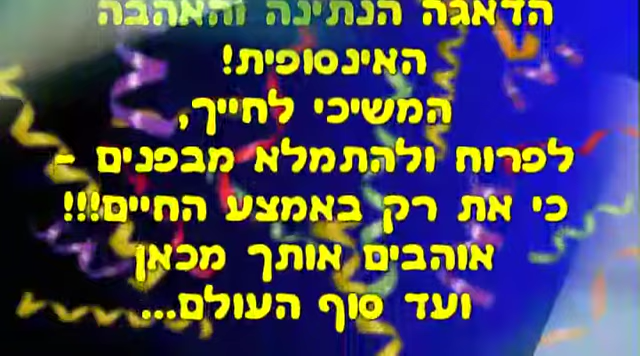 הדאגה הנתינה והאהבה
האינסופית!
המשיכי לחייך,
לפרוח ולהתמלא מבפנים -
כי את רק באמצע החיים!!!
אוהבים אותך מכאן
ועד סוף העולם...